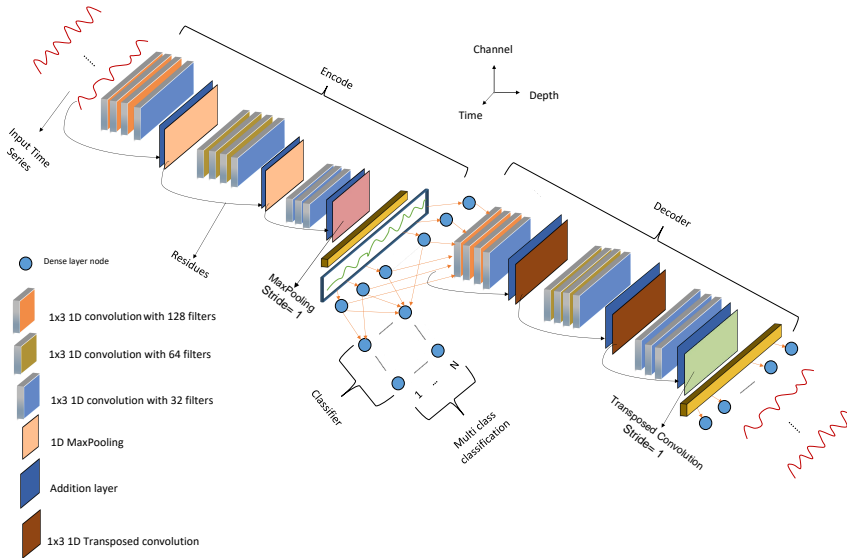 Channel
Depth
Time
Encode
Input Time
Series
Residues
MaxPooling
Stride= 1
Decoder
Classifier
1 .. N
Multi class
classification
Transposed Convolution
Stride= 1
Dense layer node
1x3 1D convolution with 128 filters
1x3 1D convolution with 64 filters
1x3 1D convolution with 32 filters
1D MaxPooling
Addition layer
1x3 1D Transposed convolution